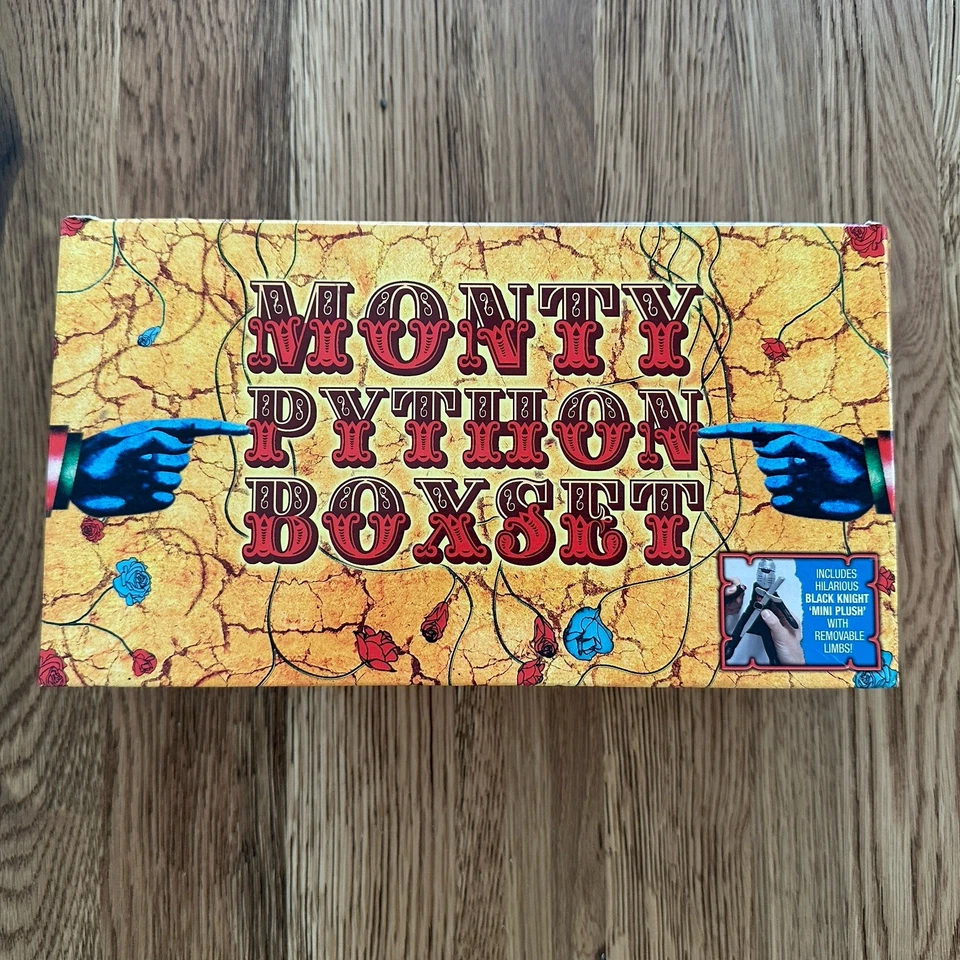 MONTY
PYTHON
BOXSET
INCLUDES
HILARIOUS
BLACK KNIGHT
'MINI PLUSH'
WITH
REMOVABLE
LIMBS!